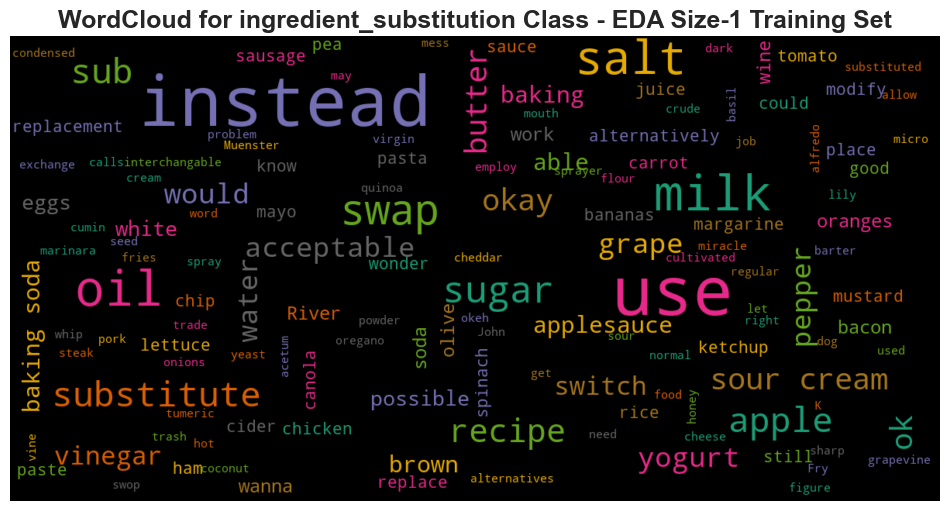 WordCloud for ingredient_substitution Class - EDA Size-1 Training Set
condensed
sausage
pea
mess
sauce
dark
wine
tomato
substituted
sub
instead
may
butter
salt
baking
juice
crude
basil
could
modify
allow
replacement
problem
virgin
Muenster
mouth
work
alternatively
job
alfredo
micro
exchange
calls
interchangable
cream
know
pasta
employ
able
sprayer
flour
carrot
place
good
eggs
would
word
mayo
quinoa
swap
okay
bananas
milk
margarine
lily
oranges
cumin
white
seed
marinara
fries
spray
acceptable
wonder
cheddar
grape
miracle
cultivated
regular
pepper
barter
baking soda
oil
chip
water
River
powder
sugar
olive
applesauce
use
let
right
mustard
whip
trade
pork
lettuce
steak
onions
yeast
acetum
oregano
soda
okeh
John
sour
normal
ketchup
dog
bacon
used
canola
spinach
get
switch
food
honey
sour cream
K
substitute
tumeric
possible
rice
apple
cider
chicken
recipe
need
cheese
ok
vine
trash
hot
vinegar
paste
ham
coconut
brown
yogurt
still
sharp
Fry
grapevine
wanna
replace
alternatives
swop
figure